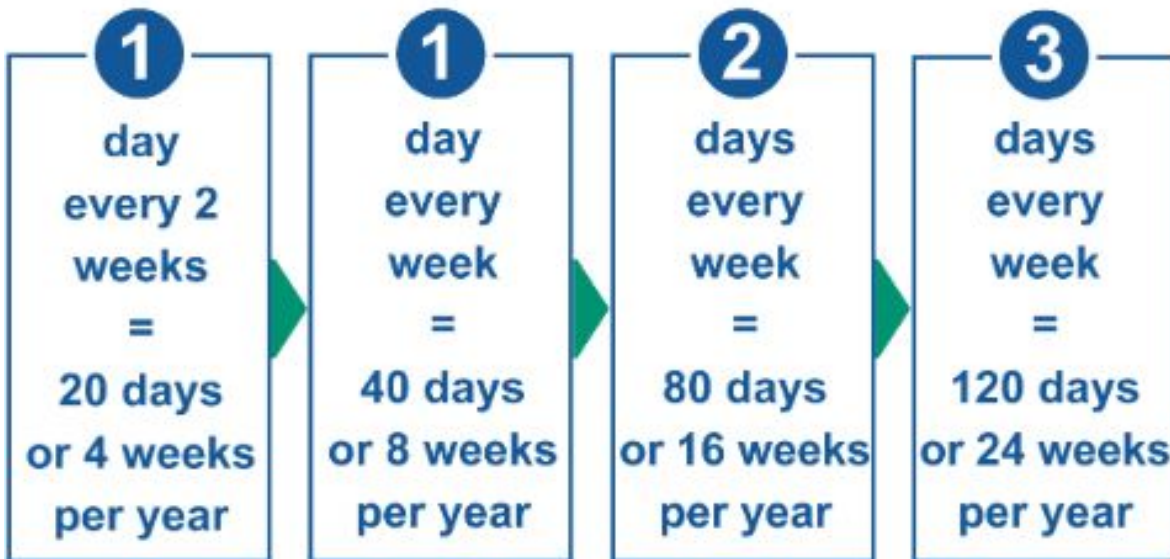 1
day
every 2
weeks
=
20 days
or 4 weeks
per year
1
day
every
week
=
40 days
or 8 weeks
per year
2
days
every
week
=
80 days
or 16 weeks
per year
3
days
every
week
=
120 days
or 24 weeks
per year